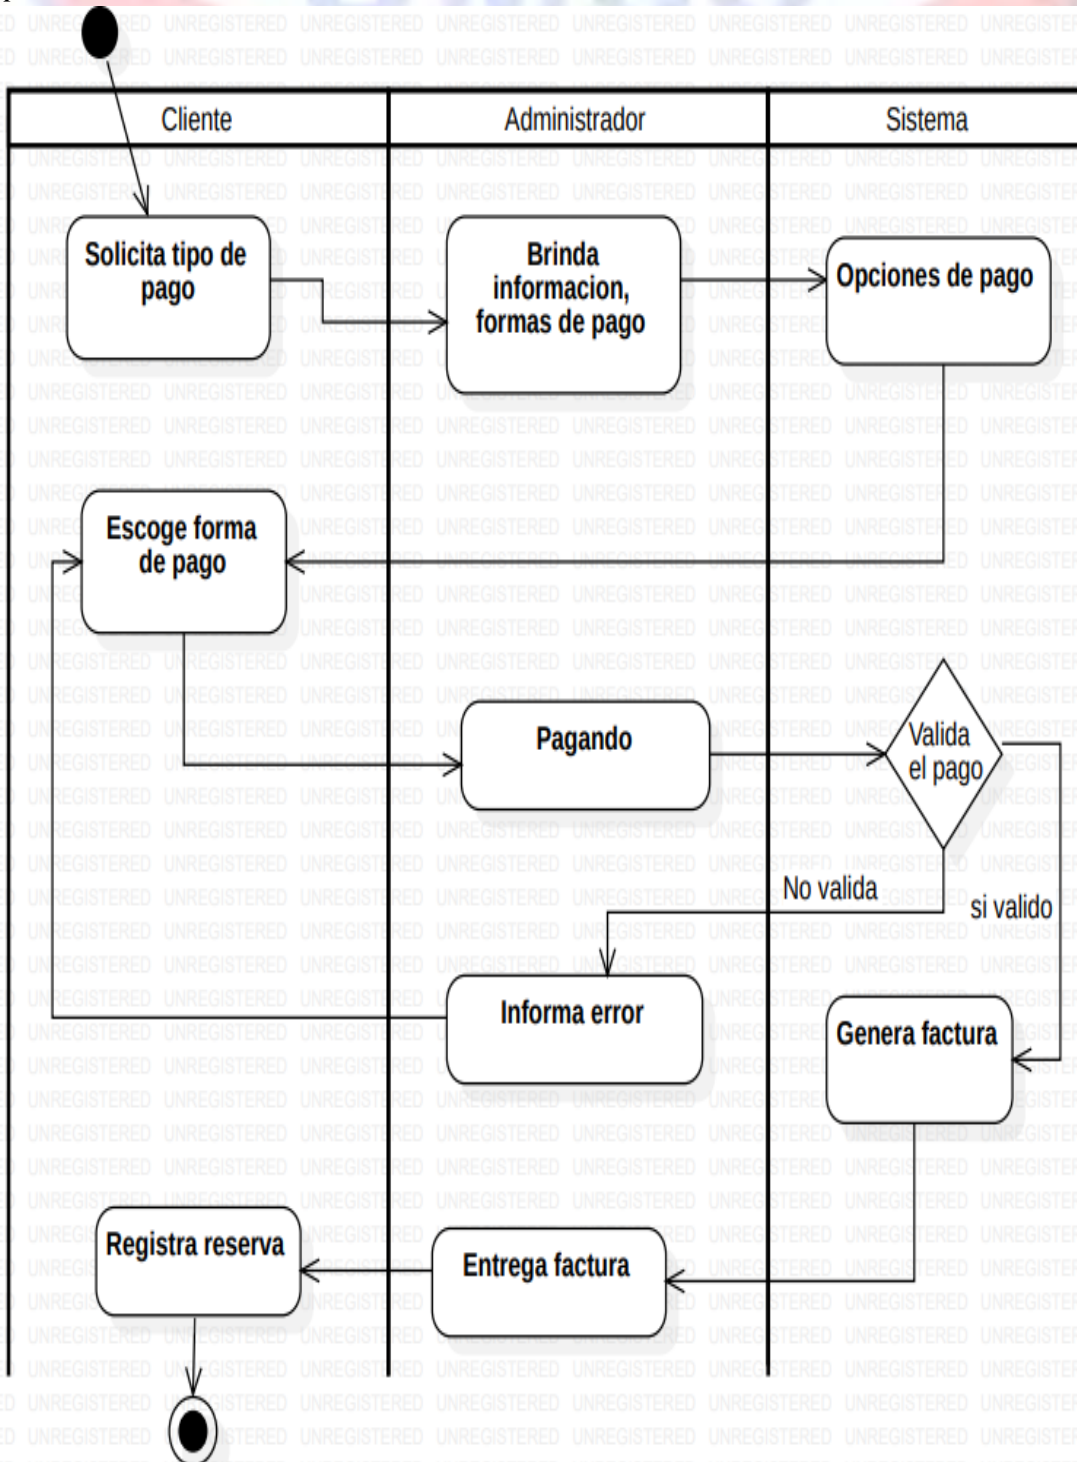 Cliente
Administrador
Sistema
Solicita tipo de
pago
Brinda
informacion,
formas de pago
Opciones de pago
Escoge forma
de pago
Pagando
Valida
el pago
No valida
si valido
Informa error
Genera factura
Registra reserva
Entrega factura
UNREGISTERED